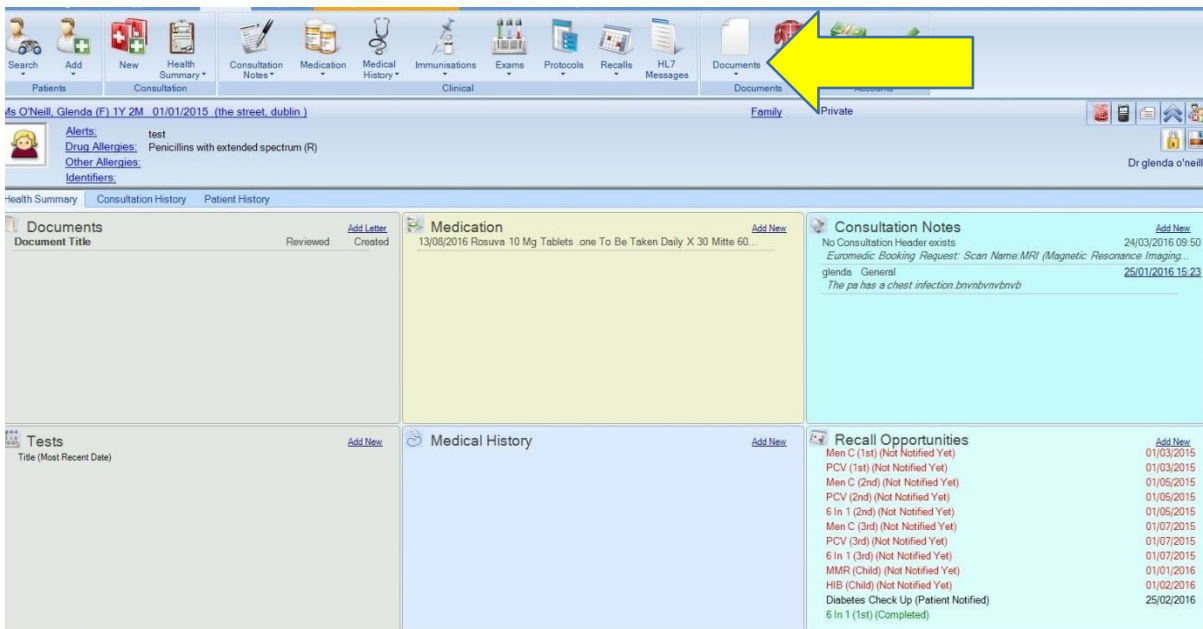 Search Add New Health Summary Consultation Notes Medication Medical History Immunisations Exams Protocols Recalls HL7 Messages Documents
Patients Consultation Clinical Documents
Ms O'Neill, Glenda (F) 1Y 2M 01/01/2015 (the street, dublin ) Family Private
Alerts: test
Drug Allergies: Penicillins with extended spectrum (R)
Other Allergies:
Identifiers:
Dr glenda o'neill
Health Summary Consultation History Patient History
Documents Add Letter
Document Title Reviewed Created
Medication Add New
13/08/2016 Rosuva 10 Mg Tablets .one To Be Taken Daily X 30 Mitte 60...
Consultation Notes Add New
No Consultation Header exists 24/03/2016 09:50
Euromedic Booking Request: Scan Name:MRI (Magnetic Resonance Imaging...
glenda General 25/01/2016 15:23
The pa has a chest infection.bnvnbvnvbnvb
Tests Add New
Title (Most Recent Date)
Medical History Add New
Recall Opportunities Add New
Men C (1st) (Not Notified Yet) 01/03/2015
PCV (1st) (Not Notified Yet) 01/03/2015
Men C (2nd) (Not Notified Yet) 01/05/2015
PCV (2nd) (Not Notified Yet) 01/05/2015
6 In 1 (2nd) (Not Notified Yet) 01/05/2015
Men C (3rd) (Not Notified Yet) 01/07/2015
PCV (3rd) (Not Notified Yet) 01/07/2015
6 In 1 (3rd) (Not Notified Yet) 01/07/2015
MMR (Child) (Not Notified Yet) 01/01/2016
HIB (Child) (Not Notified Yet) 01/02/2016
Diabetes Check Up (Patient Notified) 25/02/2016
6 In 1 (1st) (Completed)